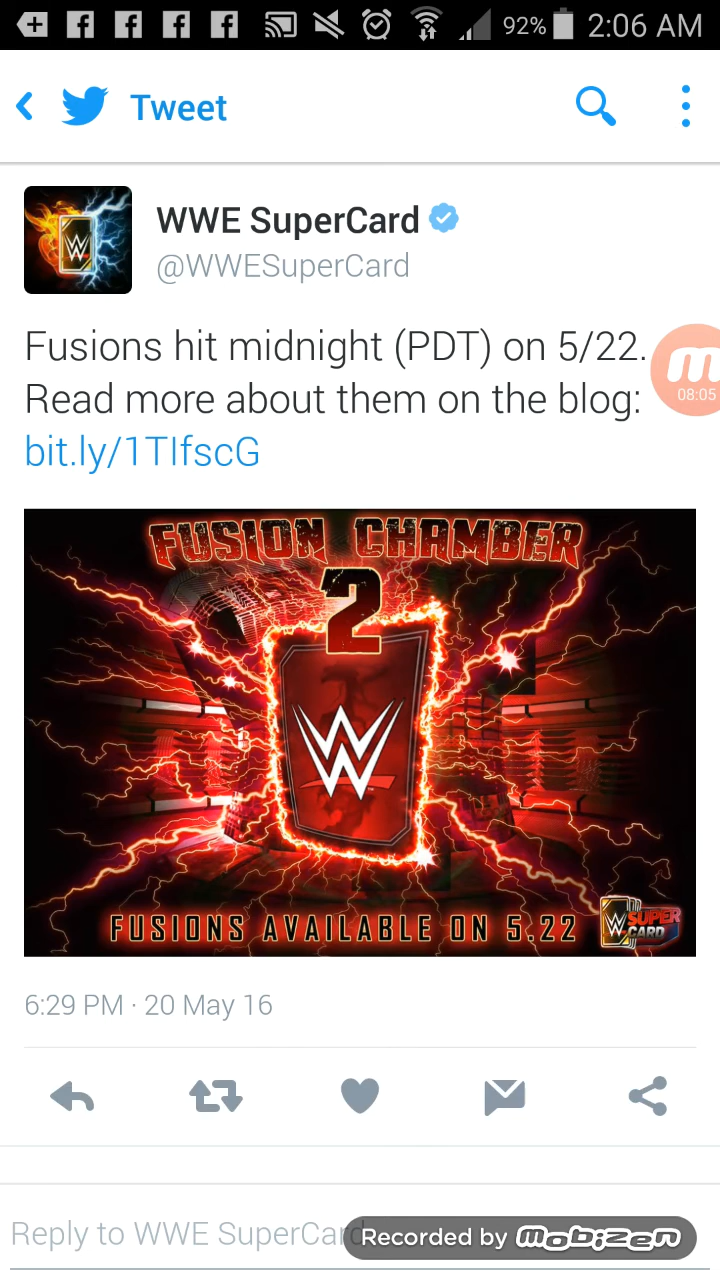 92% 2:06 AM
Tweet
WWE SuperCard
@WWESuperCard
Fusions hit midnight (PDT) on 5/22.
Read more about them on the blog:
bit.ly/1TIfscG
m
08:05
FUSION CHAMBER
2
W
FUSIONS AVAILABLE ON 5.22
W SUPER
CARD
6:29 PM · 20 May 16
Reply to WWE SuperCard
Recorded by mobizen